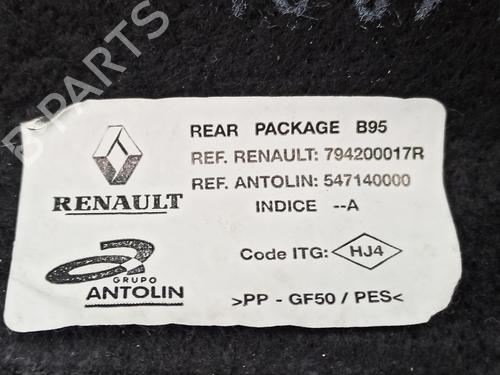 REAR PACKAGE B95
REF. RENAULT: 794200017R
REF. ANTOLIN: 547140000
INDICE --A
RENAULT
Code ITG: HJ4
GRUPO
ANTOLIN
>PP - GF50 / PES<
B-PARTS